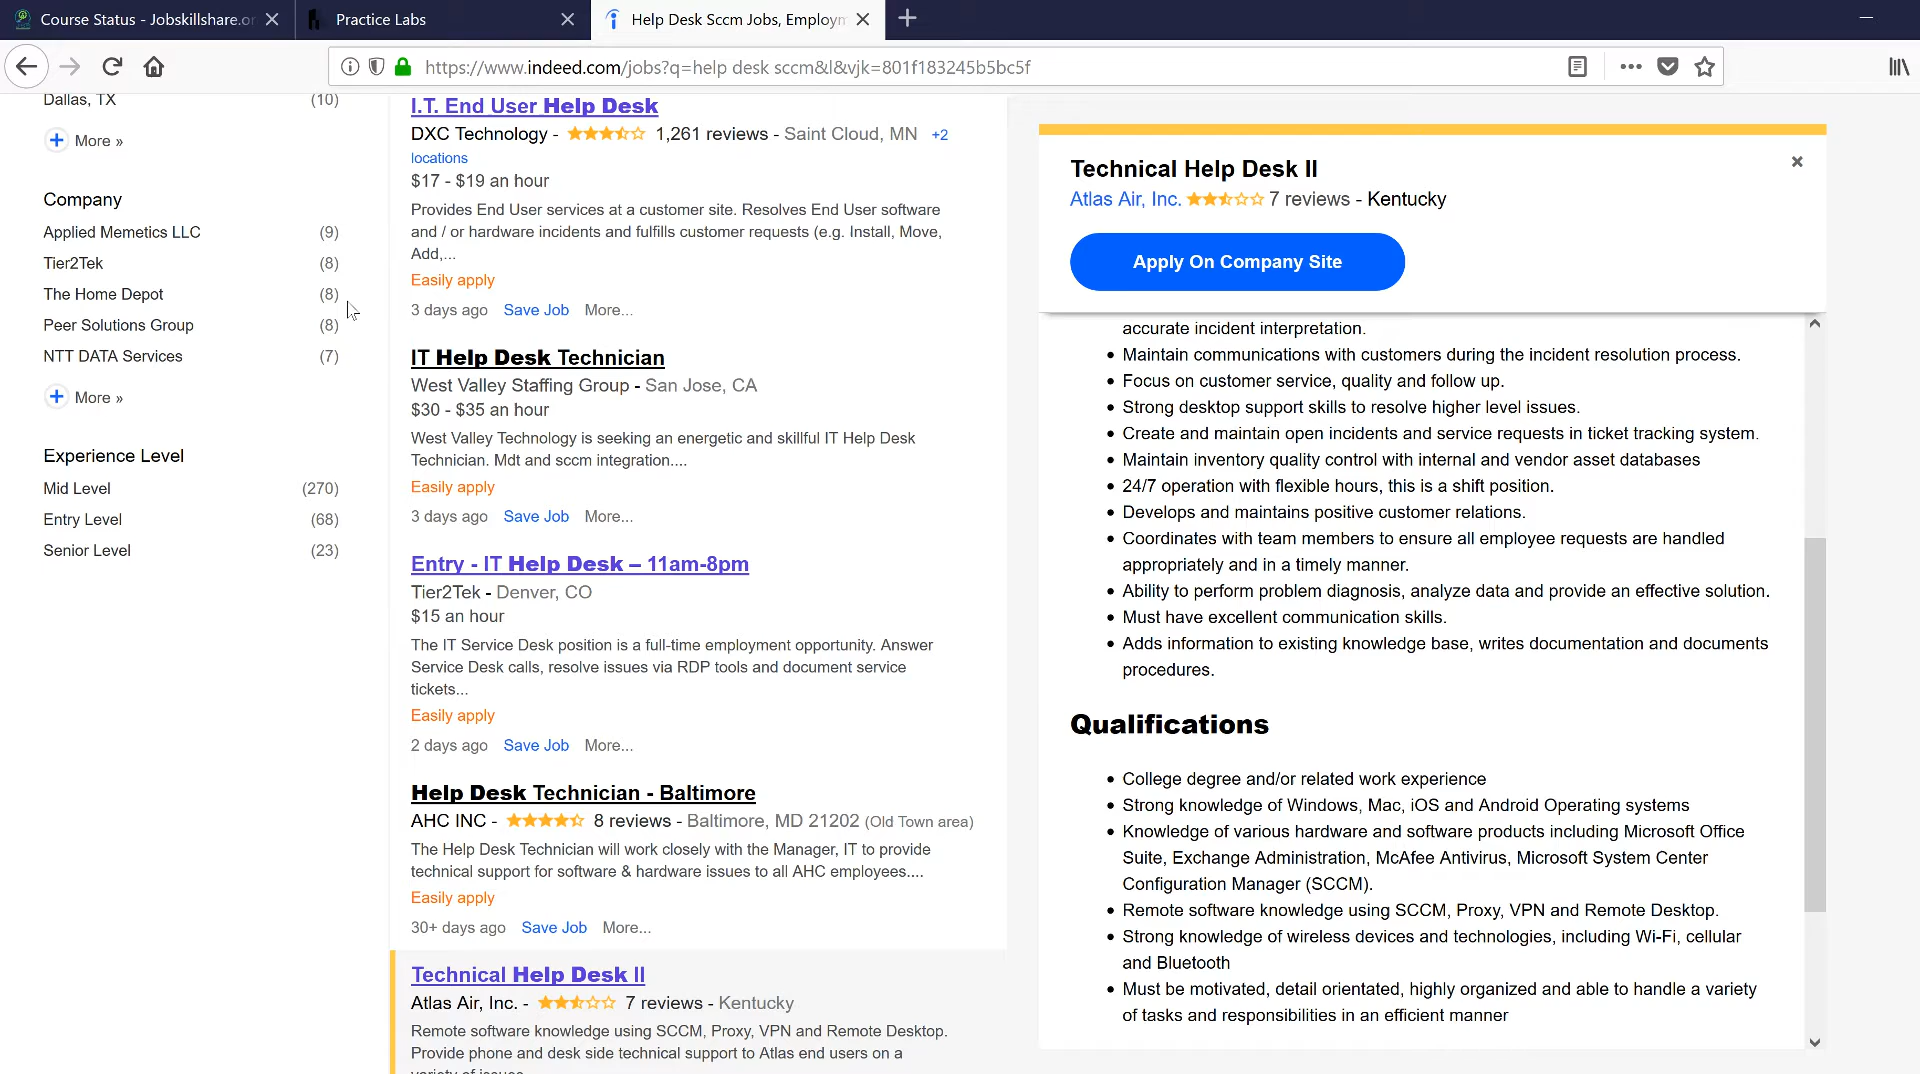 Course Status - Jobskillshare.or
Practice Labs
Help Desk Sccm Jobs, Employm
https://www.indeed.com/jobs?q=help desk sccm&l&vjk=801f183245b5bc5f
Dallas, TX (10)
More »
Company
Applied Memetics LLC (9)
Tier2Tek (8)
The Home Depot (8)
Peer Solutions Group (8)
NTT DATA Services (7)
More »
Experience Level
Mid Level (270)
Entry Level (68)
Senior Level (23)
I.T. End User Help Desk
DXC Technology - 1,261 reviews - Saint Cloud, MN +2
locations
$17 - $19 an hour
Provides End User services at a customer site. Resolves End User software
and / or hardware incidents and fulfills customer requests (e.g. Install, Move,
Add,...
Easily apply
3 days ago Save Job More...
IT Help Desk Technician
West Valley Staffing Group - San Jose, CA
$30 - $35 an hour
West Valley Technology is seeking an energetic and skillful IT Help Desk
Technician. Mdt and sccm integration....
Easily apply
3 days ago Save Job More...
Entry - IT Help Desk – 11am-8pm
Tier2Tek - Denver, CO
$15 an hour
The IT Service Desk position is a full-time employment opportunity. Answer
Service Desk calls, resolve issues via RDP tools and document service
tickets...
Easily apply
2 days ago Save Job More...
Help Desk Technician - Baltimore
AHC INC - 8 reviews - Baltimore, MD 21202 (Old Town area)
The Help Desk Technician will work closely with the Manager, IT to provide
technical support for software & hardware issues to all AHC employees....
Easily apply
30+ days ago Save Job More...
Technical Help Desk II
Atlas Air, Inc. - 7 reviews - Kentucky
Remote software knowledge using SCCM, Proxy, VPN and Remote Desktop.
Provide phone and desk side technical support to Atlas end users on a
variety of issues
Technical Help Desk II
Atlas Air, Inc. 7 reviews - Kentucky
Apply On Company Site
accurate incident interpretation.
Maintain communications with customers during the incident resolution process.
Focus on customer service, quality and follow up.
Strong desktop support skills to resolve higher level issues.
Create and maintain open incidents and service requests in ticket tracking system.
Maintain inventory quality control with internal and vendor asset databases
24/7 operation with flexible hours, this is a shift position.
Develops and maintains positive customer relations.
Coordinates with team members to ensure all employee requests are handled
appropriately and in a timely manner.
Ability to perform problem diagnosis, analyze data and provide an effective solution.
Must have excellent communication skills.
Adds information to existing knowledge base, writes documentation and documents
procedures.
Qualifications
College degree and/or related work experience
Strong knowledge of Windows, Mac, iOS and Android Operating systems
Knowledge of various hardware and software products including Microsoft Office
Suite, Exchange Administration, McAfee Antivirus, Microsoft System Center
Configuration Manager (SCCM).
Remote software knowledge using SCCM, Proxy, VPN and Remote Desktop.
Strong knowledge of wireless devices and technologies, including Wi-Fi, cellular
and Bluetooth
Must be motivated, detail orientated, highly organized and able to handle a variety
of tasks and responsibilities in an efficient manner